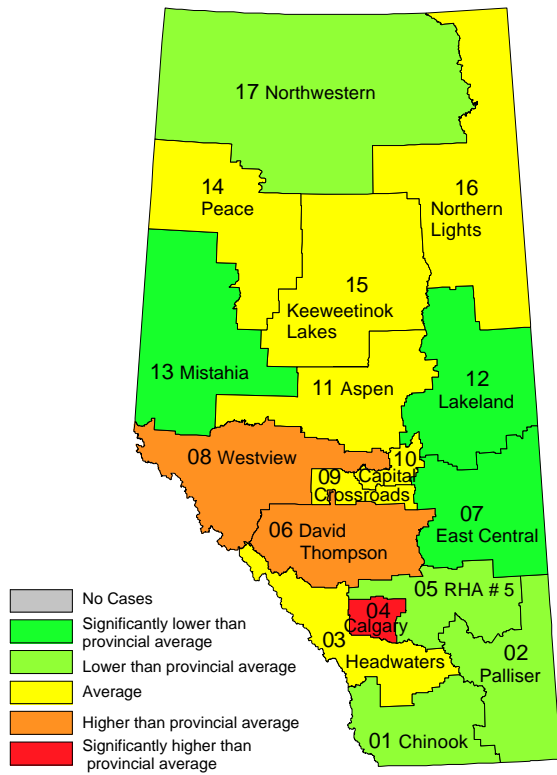 17 Northwestern
14
Peace
16
Northern
Lights
15
Keeweetinok
Lakes
13 Mistahia
11 Aspen
12
Lakeland
08 Westview
10
Capital
09
Crossroads
07
East Central
06 David
Thompson
05 RHA # 5
04
Calgary
03
Headwaters
02
Palliser
01 Chinook
No Cases
Significantly lower than
provincial average
Lower than provincial average
Average
Higher than provincial average
Significantly higher than
provincial average